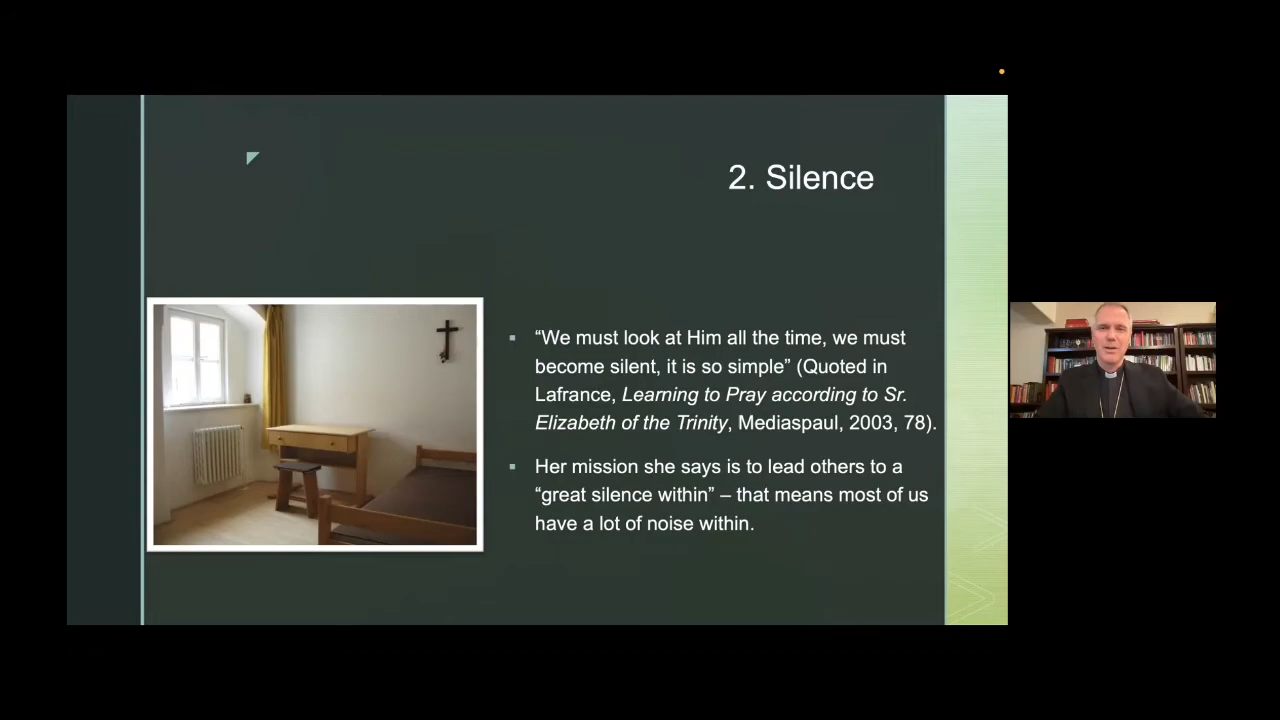 2. Silence
“We must look at Him all the time, we must
become silent, it is so simple” (Quoted in
Lafrance, Learning to Pray according to Sr.
Elizabeth of the Trinity, Mediaspaul, 2003, 78).
Her mission she says is to lead others to a
“great silence within” – that means most of us
have a lot of noise within.